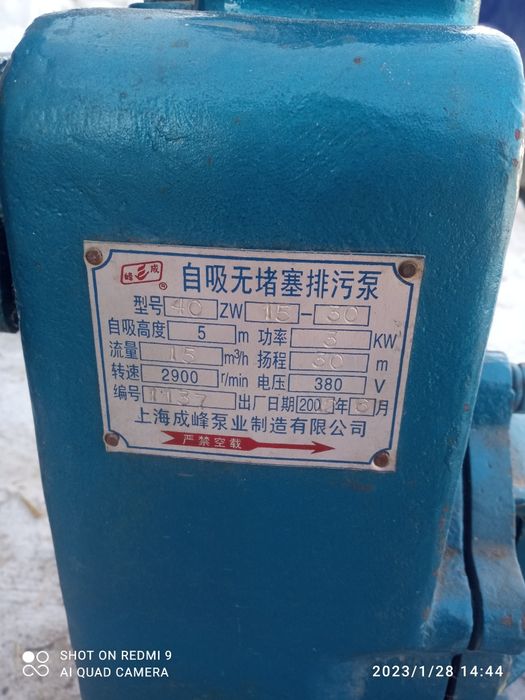 峰 成 ®
自吸无堵塞排污泵
型号 40 ZW 15 - 30
自吸高度 5 m 功率 3 KW
流量 15 m³/h 扬程 30 m
转速 2900 r/min 电压 380 V
编号 1137 出厂日期 200 年 6 月
上海成峰泵业制造有限公司
严禁空载
SHOT ON REDMI 9
AI QUAD CAMERA
2023/1/28 14:44